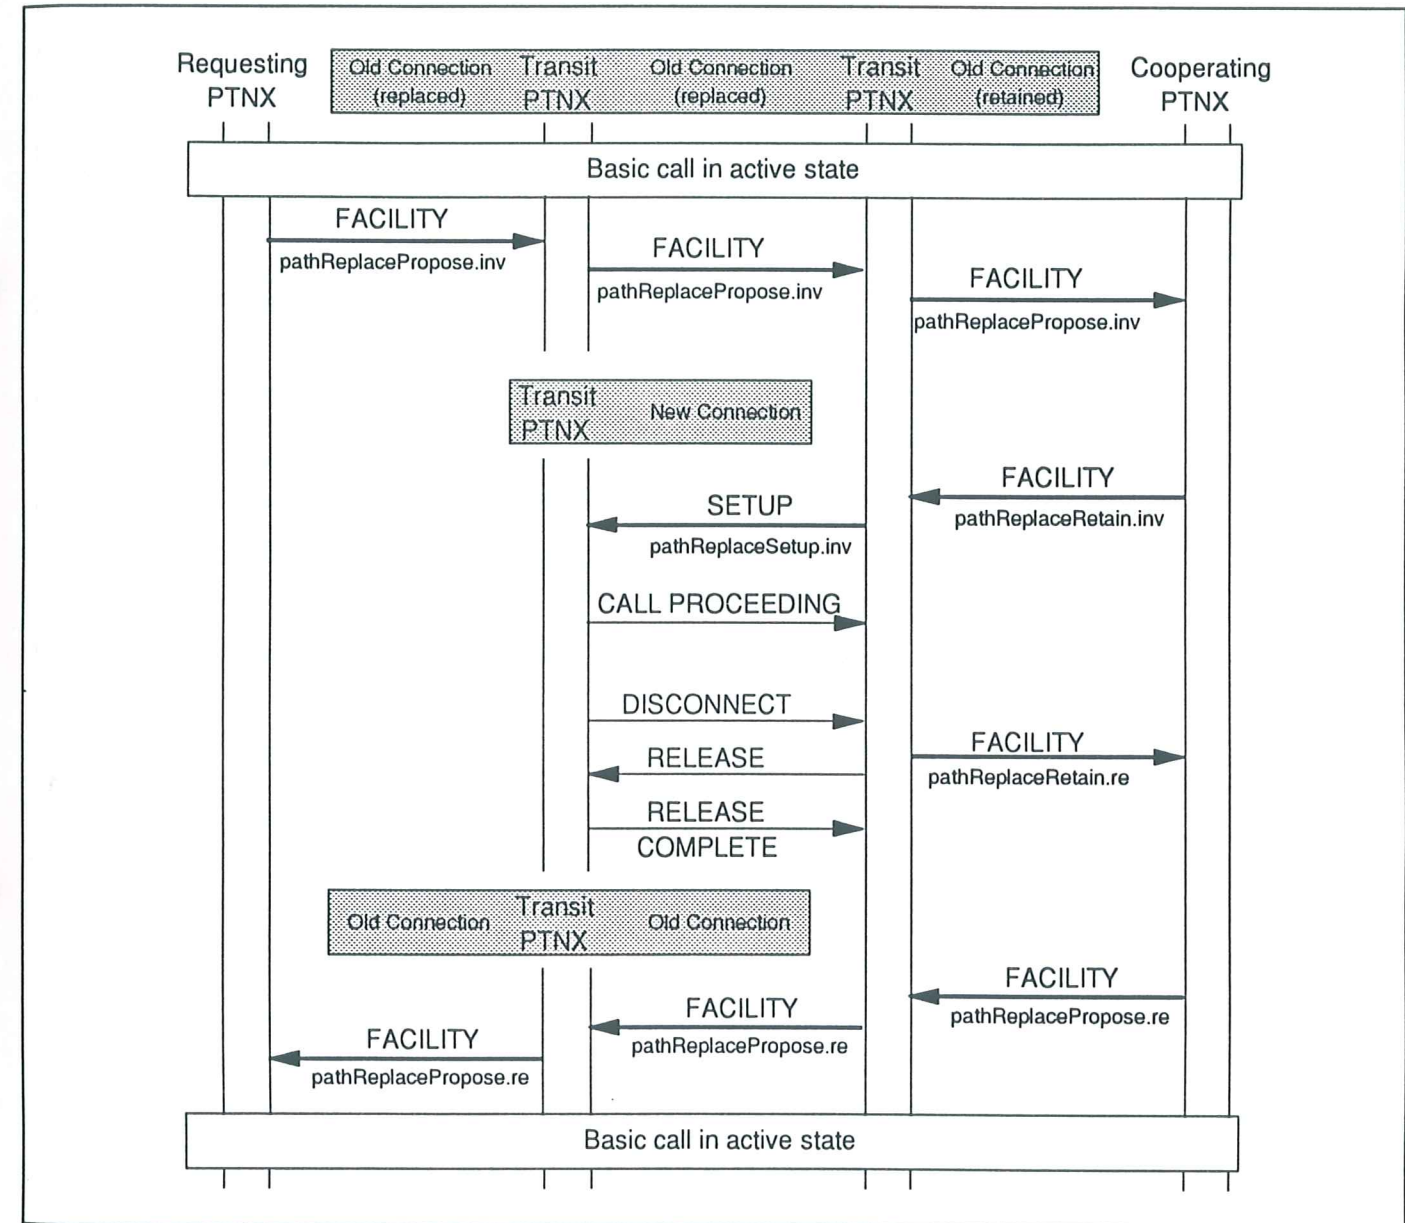 Requesting
PTNX
Old Connection
(replaced)
Transit
PTNX
Old Connection
(replaced)
Transit
PTNX
Old Connection
(retained)
Cooperating
PTNX
Basic call in active state
FACILITY
pathReplacePropose.inv
FACILITY
pathReplacePropose.inv
FACILITY
pathReplacePropose.inv
Transit
PTNX
New Connection
FACILITY
pathReplaceRetain.inv
SETUP
pathReplaceSetup.inv
CALL PROCEEDING
DISCONNECT
FACILITY
pathReplaceRetain.re
RELEASE
RELEASE
COMPLETE
Old Connection
Transit
PTNX
Old Connection
FACILITY
pathReplacePropose.re
FACILITY
pathReplacePropose.re
FACILITY
pathReplacePropose.re
Basic call in active state